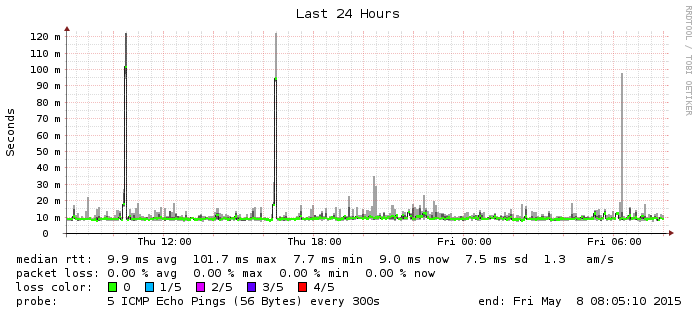 Last 24 Hours
RRDTOOL / TOBI OETIKER
Seconds
120 m
110 m
100 m
90 m
80 m
70 m
60 m
50 m
40 m
30 m
20 m
10 m
0
Thu 12:00 Thu 18:00 Fri 00:00 Fri 06:00
median rtt: 9.9 ms avg 101.7 ms max 7.7 ms min 9.0 ms now 7.5 ms sd 1.3 am/s
packet loss: 0.00 % avg 0.00 % max 0.00 % min 0.00 % now
loss color: 0 1/5 2/5 3/5 4/5
probe: 5 ICMP Echo Pings (56 Bytes) every 300s end: Fri May 8 08:05:10 2015